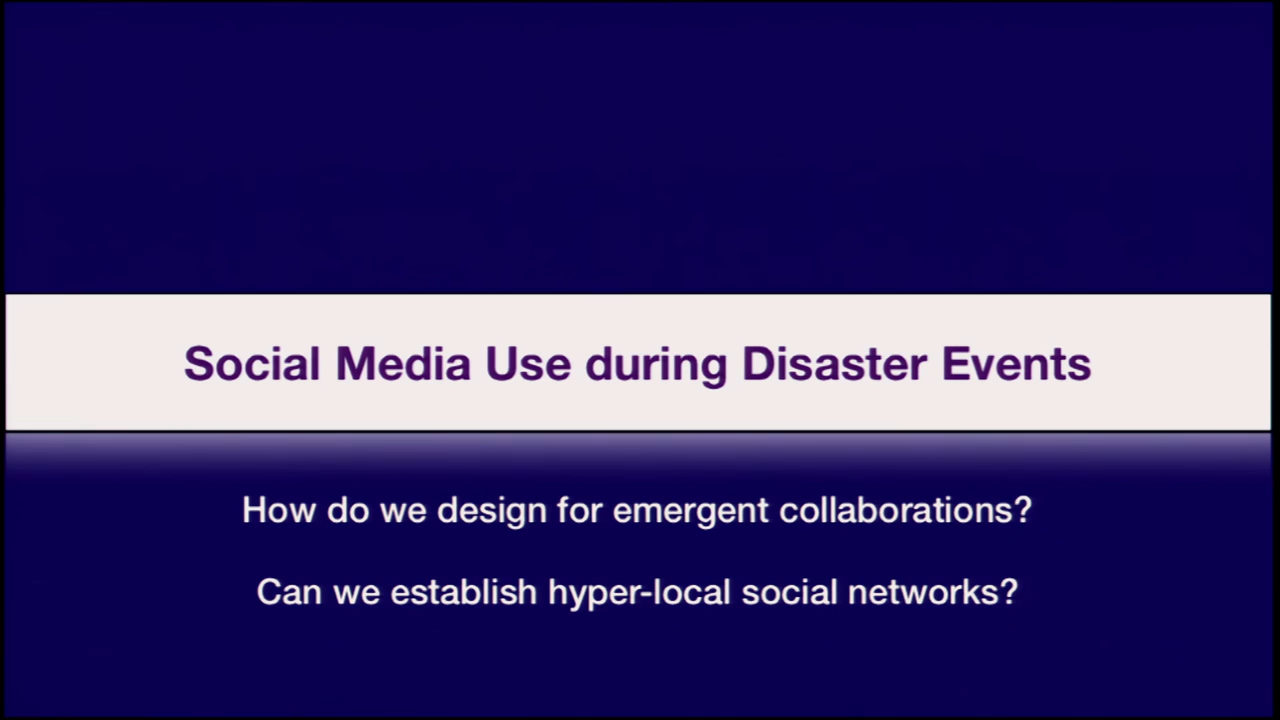 Social Media Use during Disaster Events
How do we design for emergent collaborations?
Can we establish hyper-local social networks?